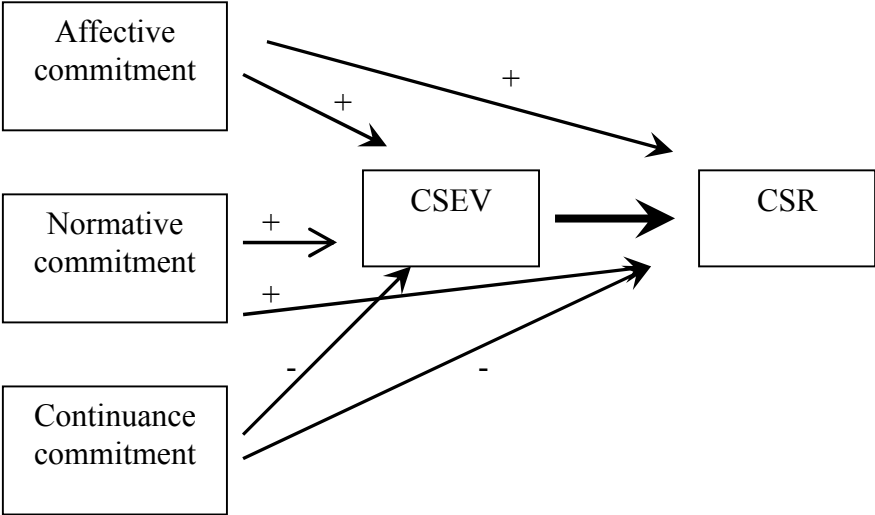 Affective
commitment
+
+
CSEV
CSR
Normative
commitment
+
+
-
-
Continuance
commitment